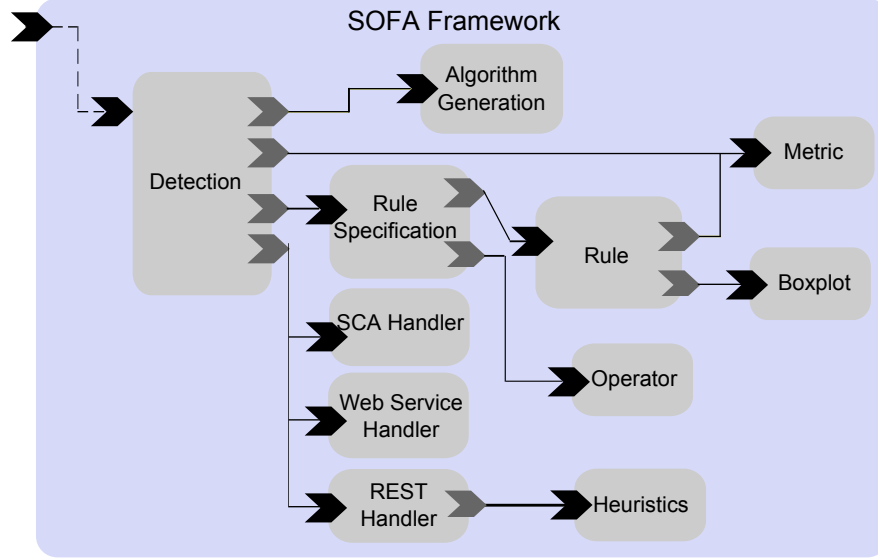 SOFA Framework
Algorithm
Generation
Metric
Detection
Rule
Specification
Rule
Boxplot
SCA Handler
Operator
Web Service
Handler
REST
Handler
Heuristics